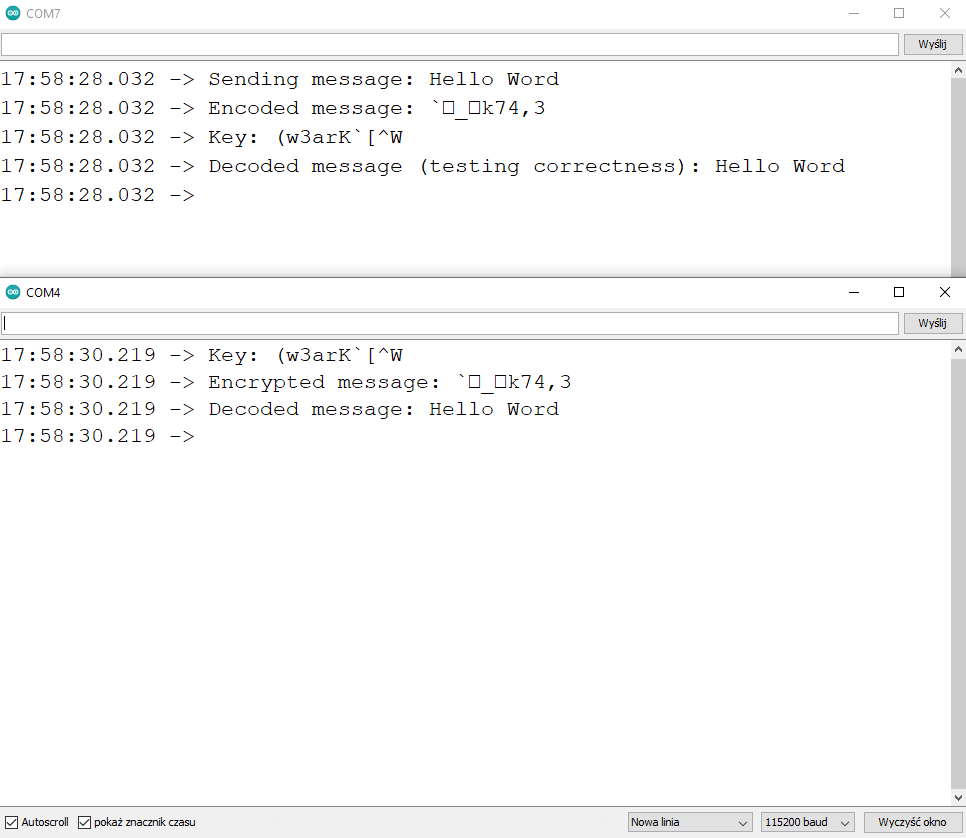 COM7
Wyślij
17:58:28.032 -> Sending message: Hello Word
17:58:28.032 -> Encoded message: `□_□k74,3
17:58:28.032 -> Key: (w3arK`[^W
17:58:28.032 -> Decoded message (testing correctness): Hello Word
17:58:28.032 ->
COM4
Wyślij
17:58:30.219 -> Key: (w3arK`[^W
17:58:30.219 -> Encrypted message: `□_□k74,3
17:58:30.219 -> Decoded message: Hello Word
17:58:30.219 ->
Autoscroll pokaż znacznik czasu Nowa linia 115200 baud Wyczyść okno